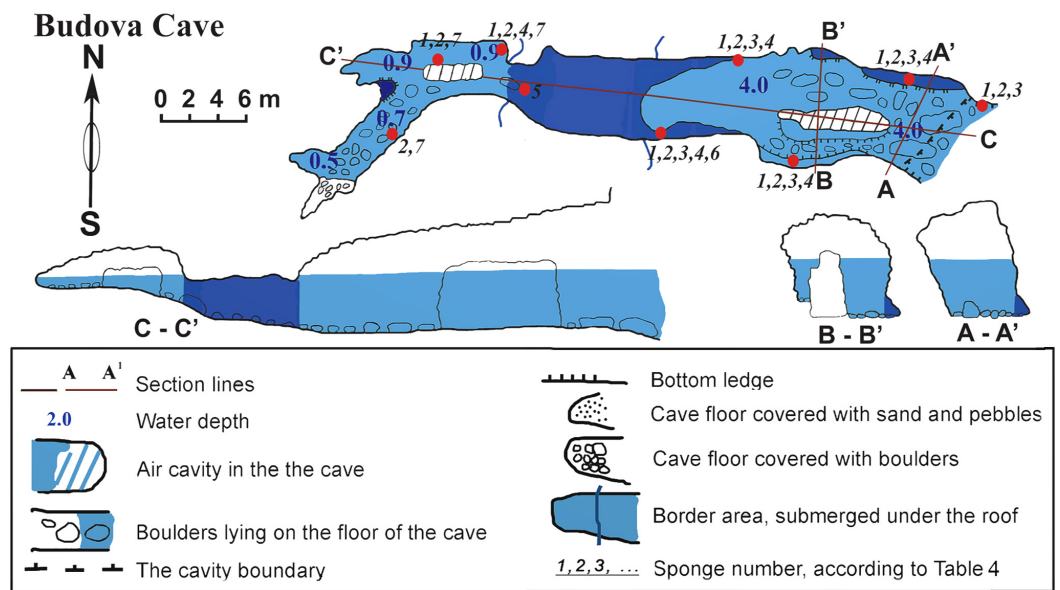 Budova Cave
N
S
0 2 4 6 m
C'
0.9
1,2,7
1,2,4,7
0.9
5
0.7
2,7
0.5
1,2,3,4
4.0
B'
1,2,3,4
A'
1,2,3
4.0
C
1,2,3,4,6
1,2,3,4
B
A
C - C'
B - B'
A - A'
A A¹
Section lines
2.0
Water depth
Air cavity in the the cave
Boulders lying on the floor of the cave
The cavity boundary
Bottom ledge
Cave floor covered with sand and pebbles
Cave floor covered with boulders
Border area, submerged under the roof
1,2,3, ...
Sponge number, according to Table 4